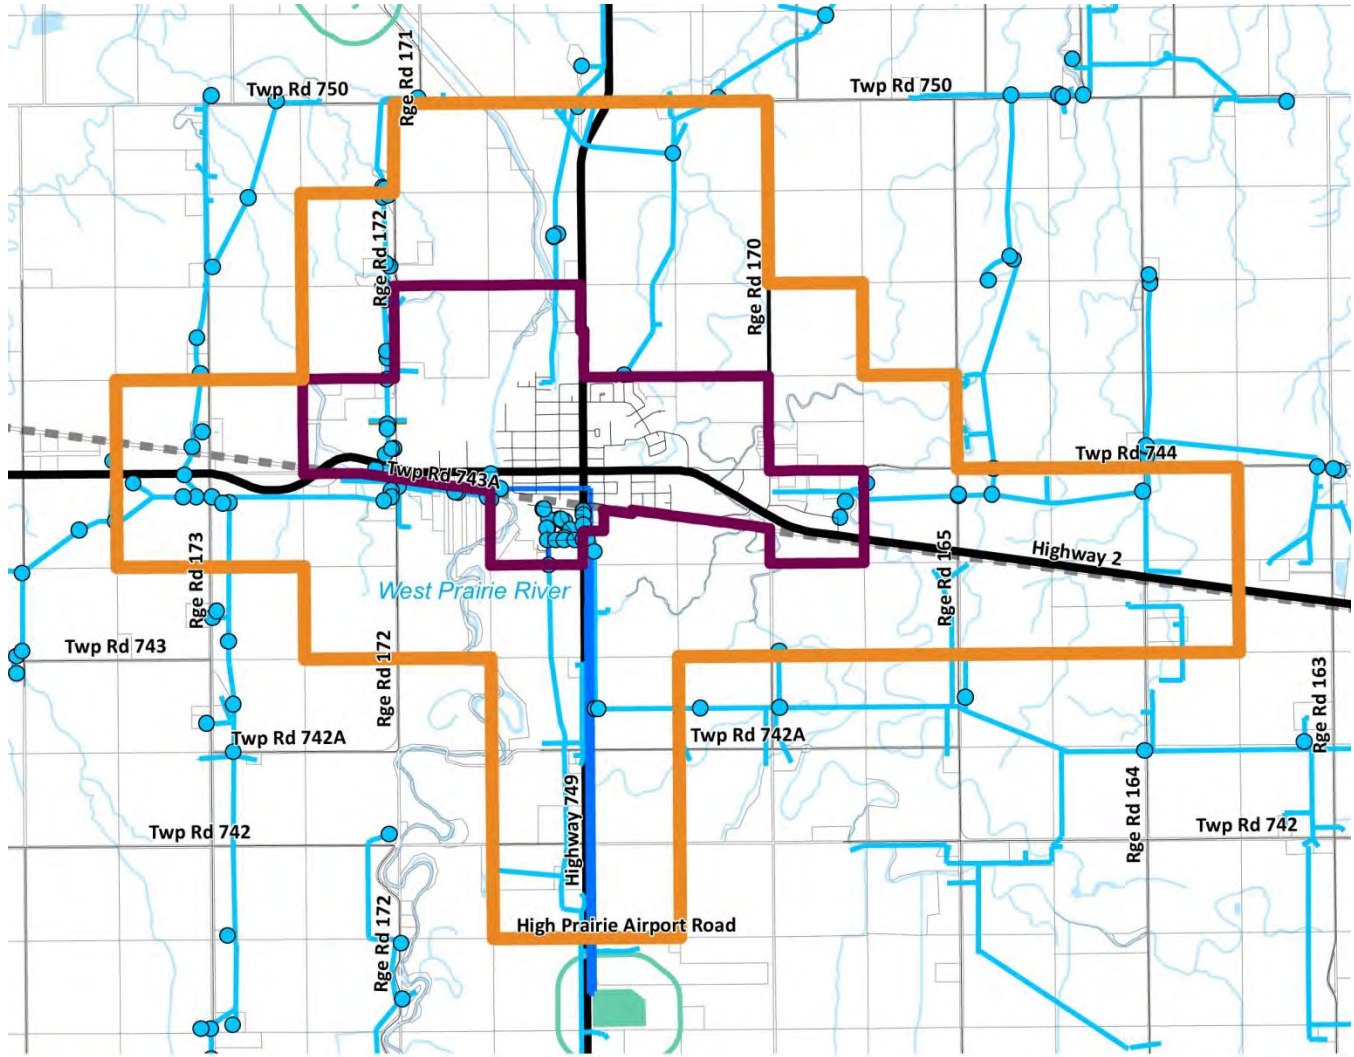 Rge Rd 171
Twp Rd 750
Twp Rd 750
Rge Rd 172
Rge Rd 170
Twp Rd 744
Twp Rd 743A
Rge Rd 173
Rge Rd 165
Highway 2
West Prairie River
Twp Rd 743
Rge Rd 172
Rge Rd 163
Twp Rd 742A
Twp Rd 742A
Highway 749
Rge Rd 164
Twp Rd 742
Twp Rd 742
Rge Rd 172
High Prairie Airport Road